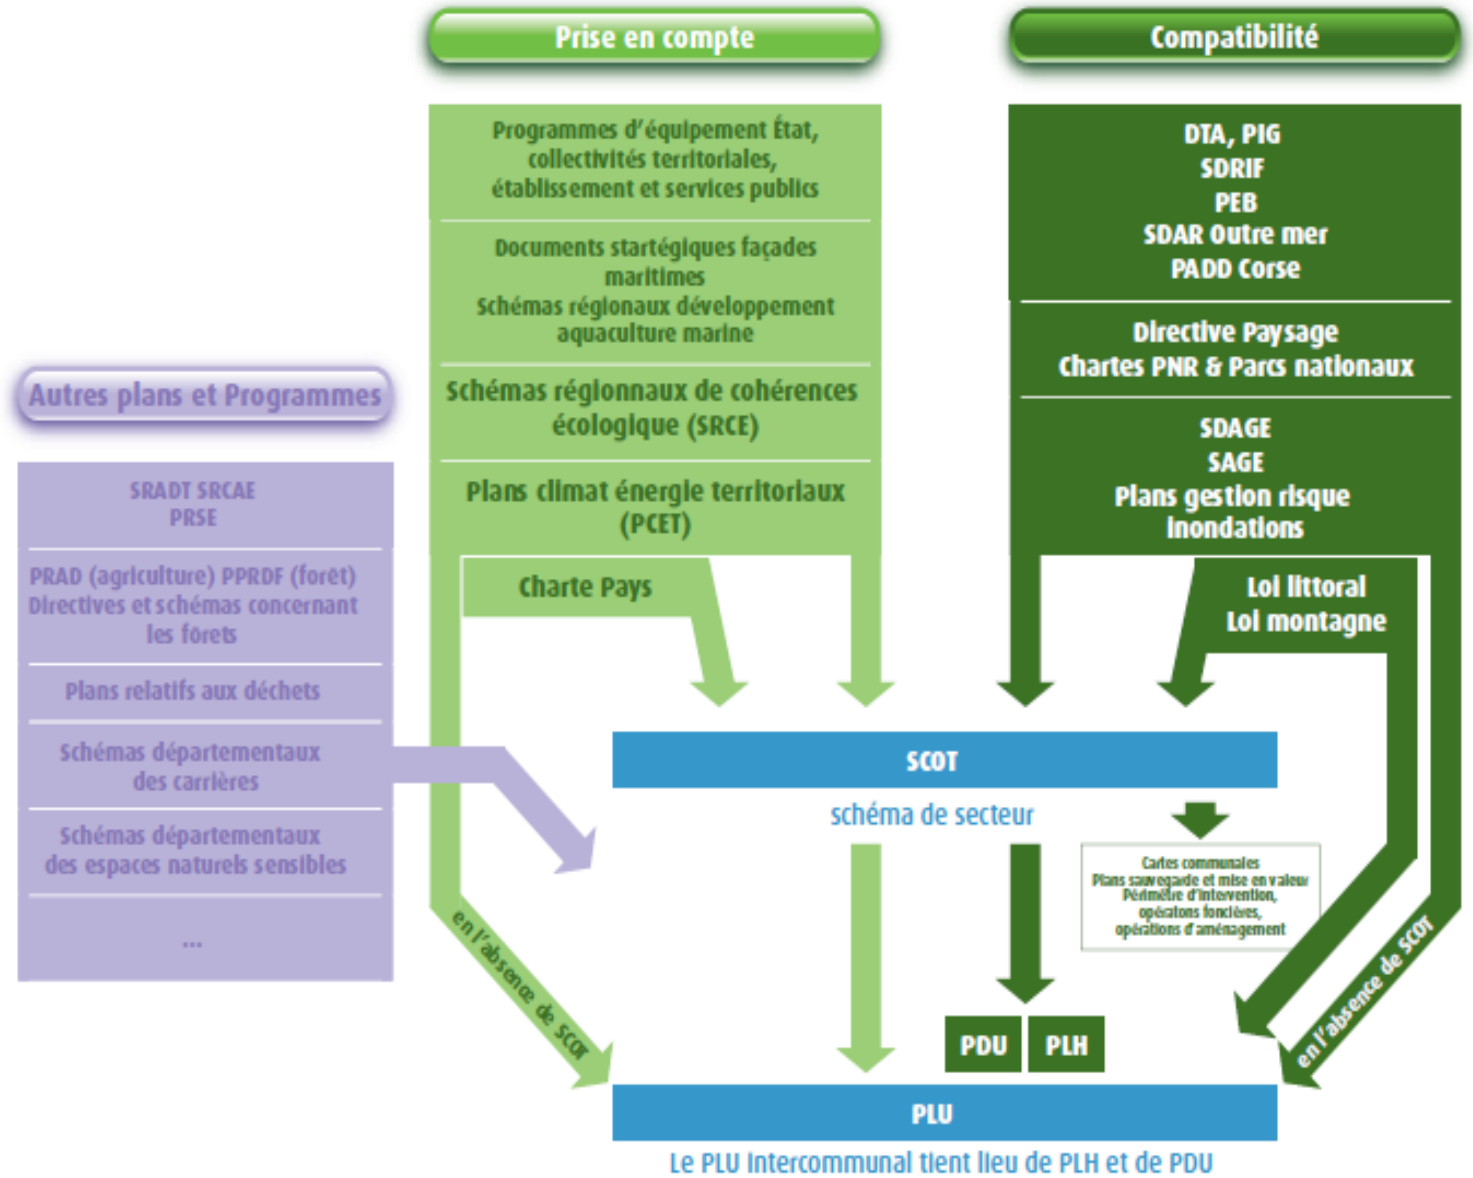 Prise en compte
Programmes d'équipement État,
collectivités territoriales,
établissement et services publics
Documents startégiques façades
maritimes
Schémas régionaux développement
aquaculture marine
Schémas régionnaux de cohérences
écologique (SRCE)
Plans climat énergie territoriaux
(PCET)
Charte Pays
Compatibilité
DTA, PIG
SDRIF
PEB
SDAR Outre mer
PADD Corse
Directive Paysage
Chartes PNR & Parcs nationaux
SDAGE
SAGE
Plans gestion risque
Inondations
Loi littoral
Loi montagne
Autres plans et Programmes
SRADT SRCAE
PRSE
PRAD (agriculture) PPRDF (forêt)
Directives et schémas concernant
les fôrets
Plans relatifs aux déchets
Schémas départementaux
des carrières
Schémas départementaux
des espaces naturels sensibles
...
SCOT
schéma de secteur
Cartes communales
Plans sauvegarde et mise en valeur
Périmètre d'intervention,
opératons foncières,
opérations d'aménagement
en l'absence de SCOT
en l'absence de SCOT
PDU
PLH
PLU
Le PLU Intercommunal tient lieu de PLH et de PDU